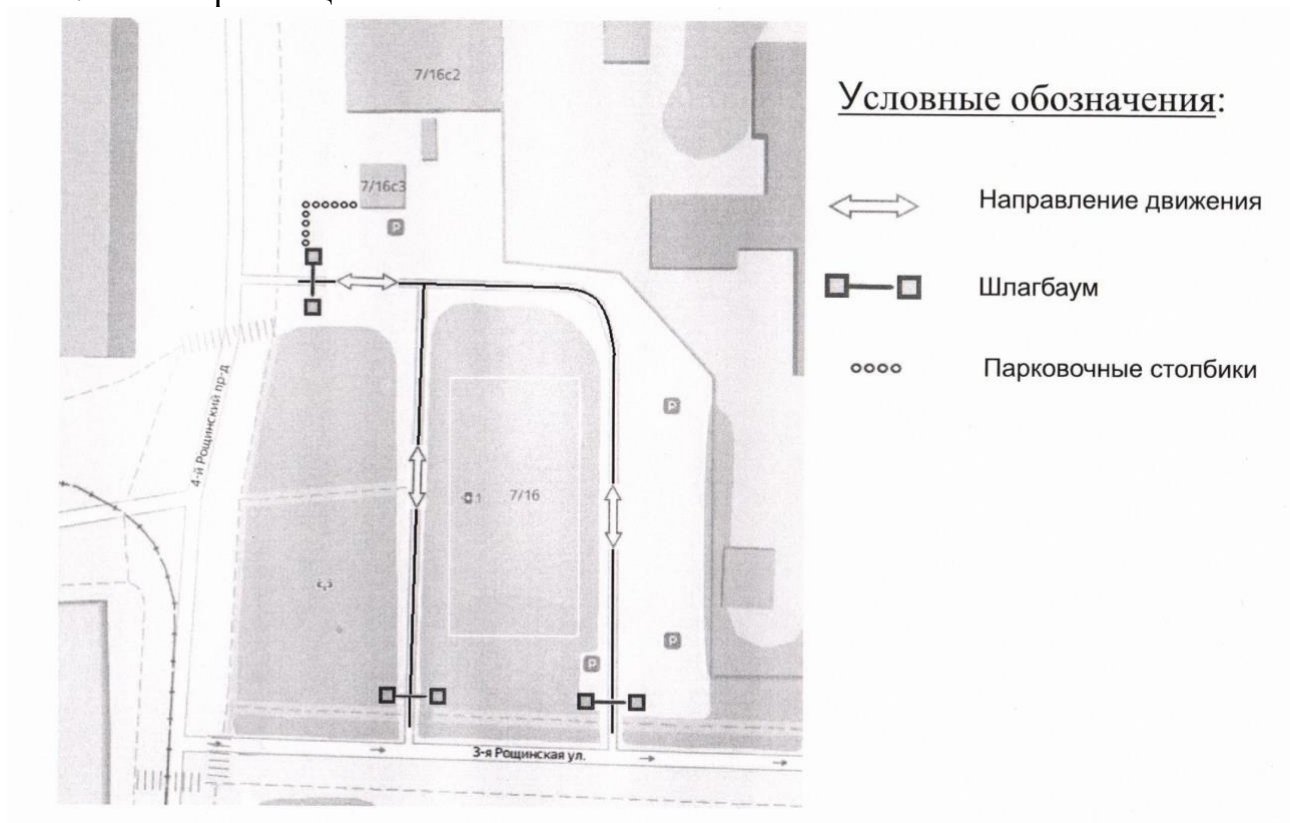 7/16с2
Условные обозначения:
7/16с3
P
Направление движения
Шлагбаум
Парковочные столбики
4-й Рощинский пр-д
P
1
7/16
P
P
3-я Рощинская ул.